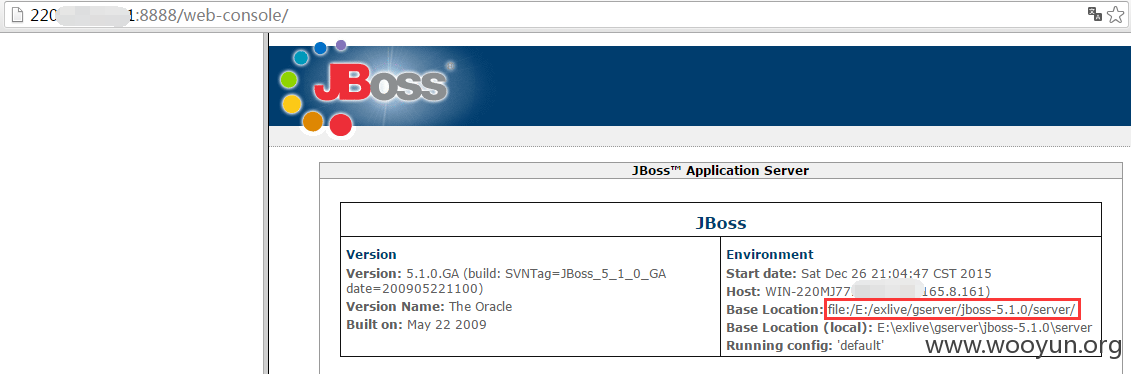 220 1:8888/web-console/
JBoss®
JBoss™ Application Server
JBoss
Version
Version: 5.1.0.GA (build: SVNTag=JBoss_5_1_0_GA
date=200905221100)
Version Name: The Oracle
Built on: May 22 2009
Environment
Start date: Sat Dec 26 21:04:47 CST 2015
Host: WIN-220MJ77 165.8.161)
Base Location: file:/E:/exlive/gserver/jboss-5.1.0/server/
Base Location (local): E:\exlive\gserver\jboss-5.1.0\server
Running config: 'default'
www.wooyun.org